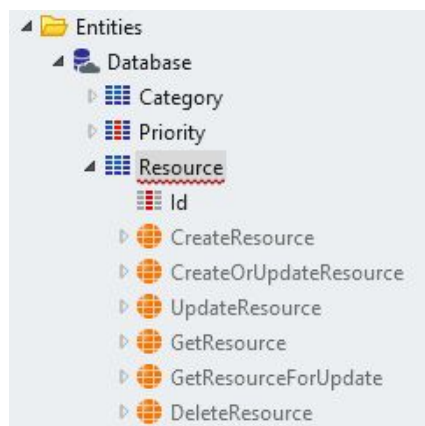 Entities
Database
Category
Priority
Resource
Id
CreateResource
CreateOrUpdateResource
UpdateResource
GetResource
GetResourceForUpdate
DeleteResource